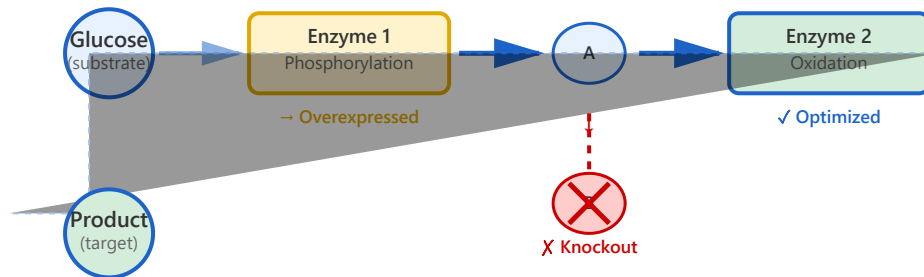 Glucose
(substrate)
Enzyme 1
Phosphorylation
→ Overexpressed
A
Enzyme 2
Oxidation
✓ Optimized
✗ Knockout
Product
(target)